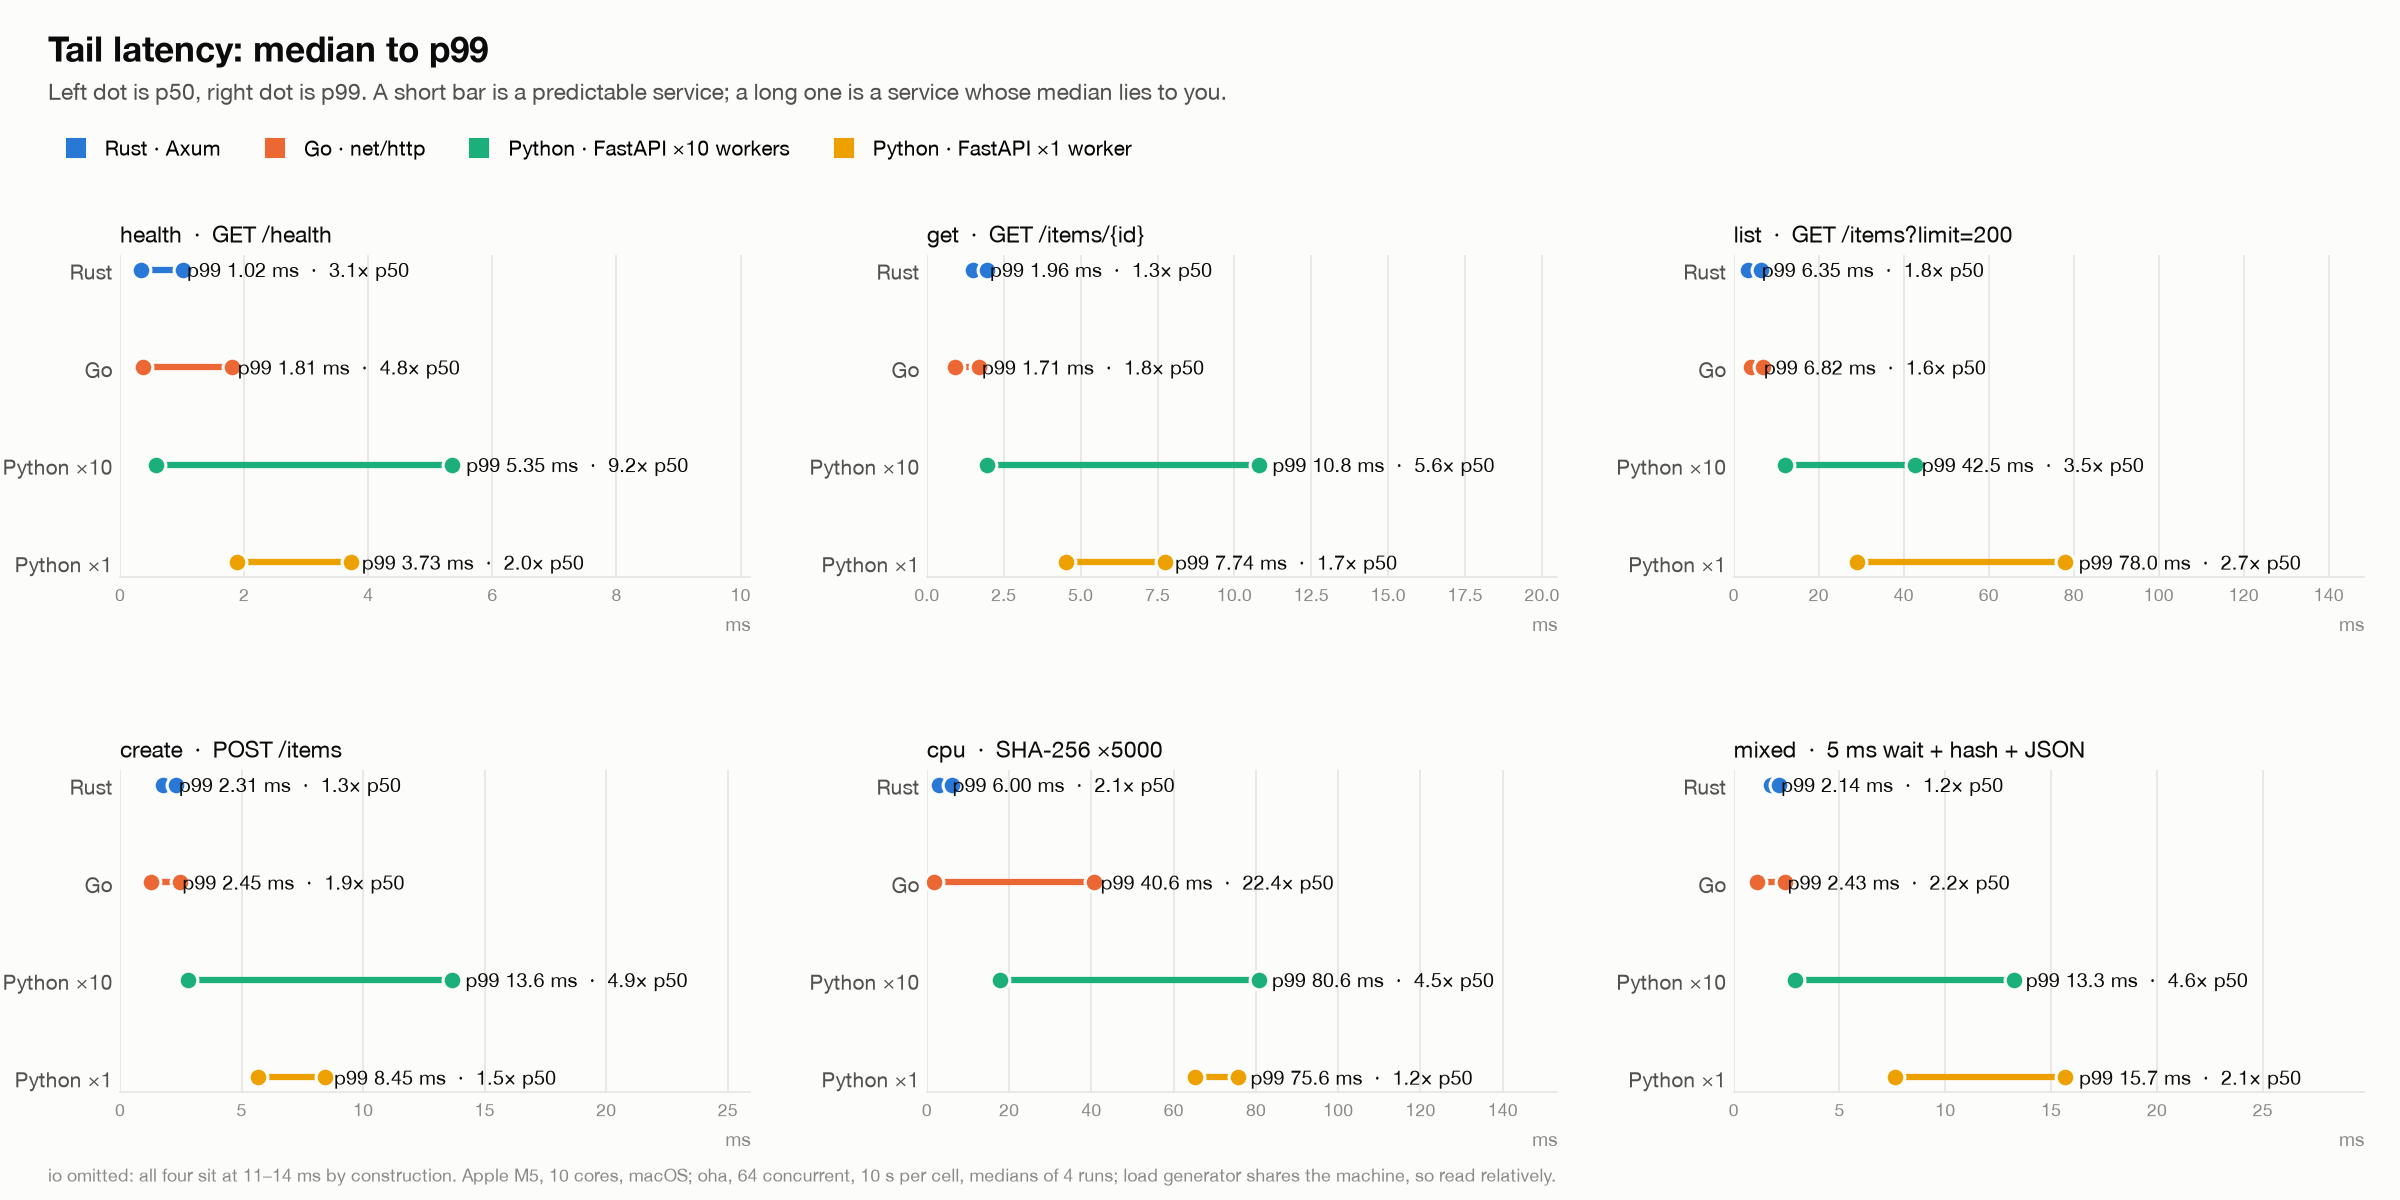 Tail latency: median to p99
Left dot is p50, right dot is p99. A short bar is a predictable service; a long one is a service whose median lies to you.
Rust · Axum Go · net/http Python · FastAPI ×10 workers Python · FastAPI ×1 worker
health · GET /health
Rust p99 1.02 ms · 3.1× p50
Go p99 1.81 ms · 4.8× p50
Python ×10 p99 5.35 ms · 9.2× p50
Python ×1 p99 3.73 ms · 2.0× p50
0 2 4 6 8 10
ms
get · GET /items/{id}
Rust p99 1.96 ms · 1.3× p50
Go p99 1.71 ms · 1.8× p50
Python ×10 p99 10.8 ms · 5.6× p50
Python ×1 p99 7.74 ms · 1.7× p50
0.0 2.5 5.0 7.5 10.0 12.5 15.0 17.5 20.0
ms
list · GET /items?limit=200
Rust p99 6.35 ms · 1.8× p50
Go p99 6.82 ms · 1.6× p50
Python ×10 p99 42.5 ms · 3.5× p50
Python ×1 p99 78.0 ms · 2.7× p50
0 20 40 60 80 100 120 140
ms
create · POST /items
Rust p99 2.31 ms · 1.3× p50
Go p99 2.45 ms · 1.9× p50
Python ×10 p99 13.6 ms · 4.9× p50
Python ×1 p99 8.45 ms · 1.5× p50
0 5 10 15 20 25
ms
cpu · SHA-256 ×5000
Rust p99 6.00 ms · 2.1× p50
Go p99 40.6 ms · 22.4× p50
Python ×10 p99 80.6 ms · 4.5× p50
Python ×1 p99 75.6 ms · 1.2× p50
0 20 40 60 80 100 120 140
ms
mixed · 5 ms wait + hash + JSON
Rust p99 2.14 ms · 1.2× p50
Go p99 2.43 ms · 2.2× p50
Python ×10 p99 13.3 ms · 4.6× p50
Python ×1 p99 15.7 ms · 2.1× p50
0 5 10 15 20 25
ms
io omitted: all four sit at 11–14 ms by construction. Apple M5, 10 cores, macOS; oha, 64 concurrent, 10 s per cell, medians of 4 runs; load generator shares the machine, so read relatively.